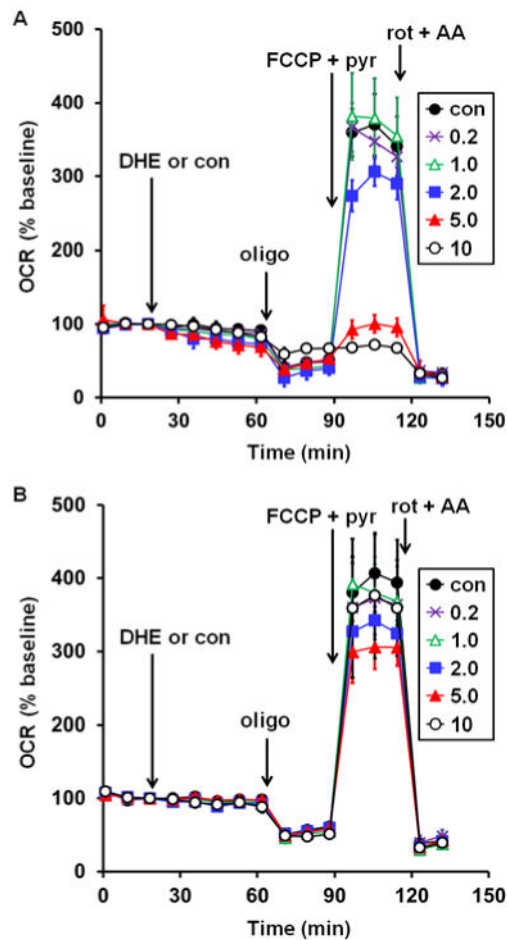 A
500
400
300
200
100
0
OCR (% baseline)
DHE or con
oligo
FCCP + pyr
rot + AA
con
0.2
1.0
2.0
5.0
10
0
30
60
90
120
150
Time (min)
B
500
400
300
200
100
0
OCR (% baseline)
DHE or con
oligo
FCCP + pyr
rot + AA
con
0.2
1.0
2.0
5.0
10
0
30
60
90
120
150
Time (min)